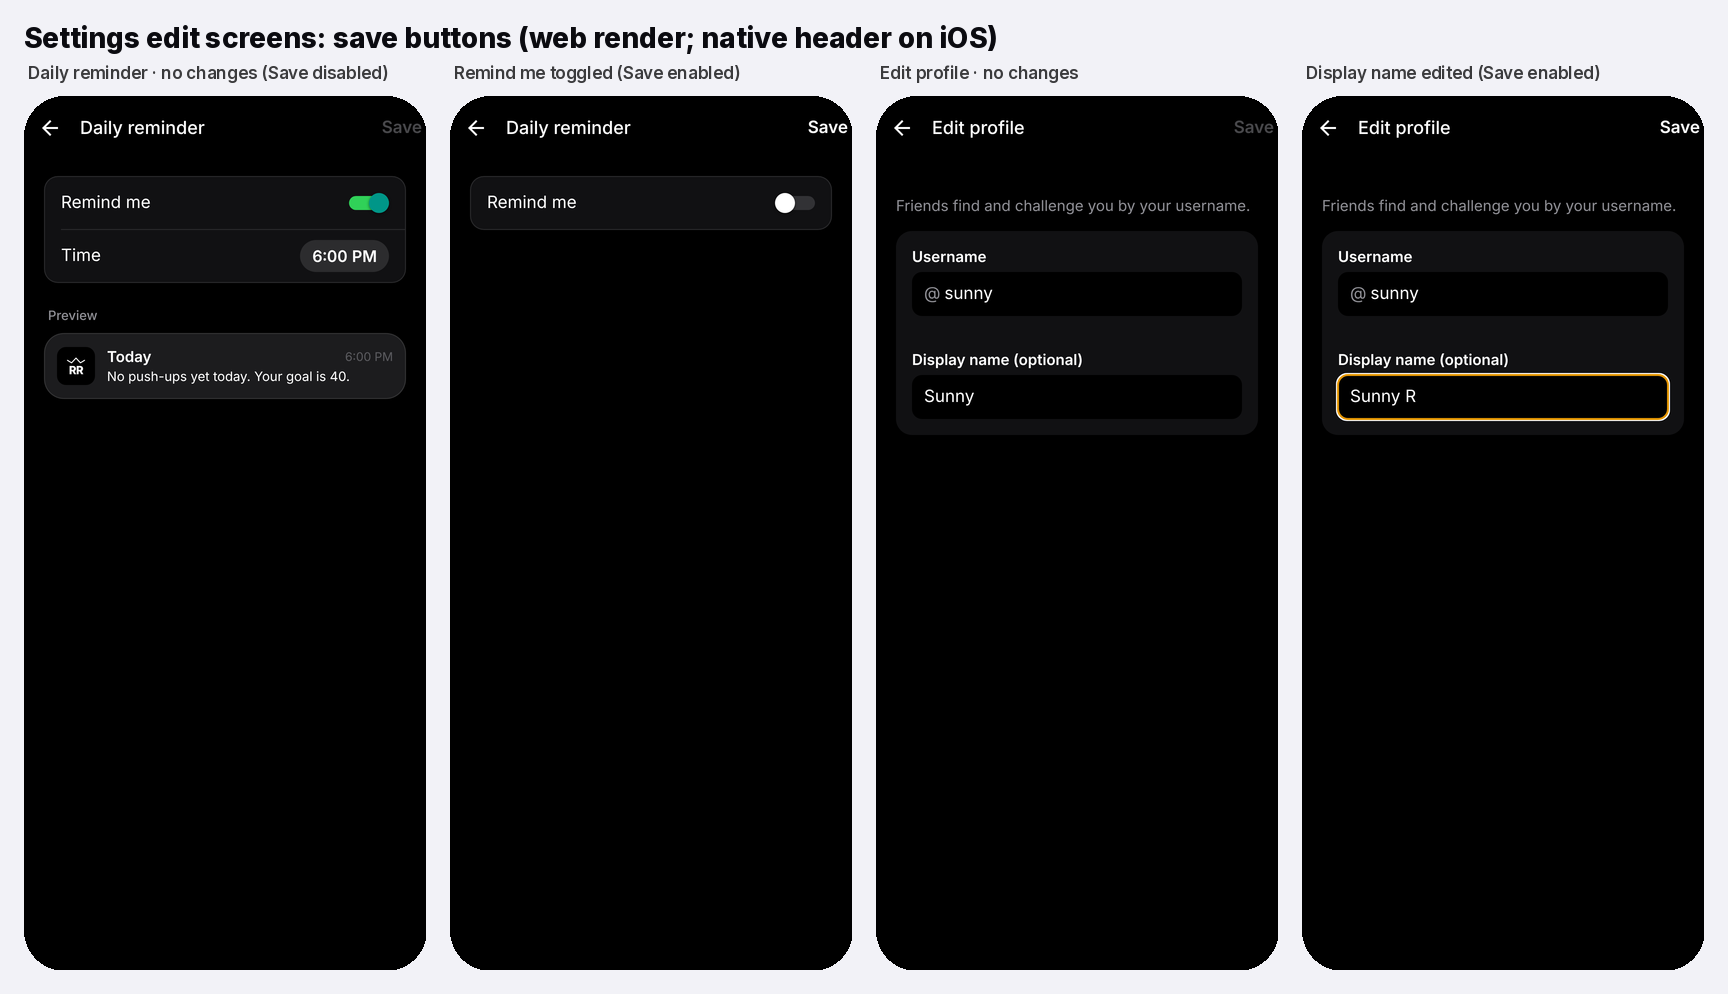 Settings edit screens: save buttons (web render; native header on iOS)
Daily reminder · no changes (Save disabled)
Daily reminder
Save
Remind me
Time
6:00 PM
Preview
RR
Today
6:00 PM
No push-ups yet today. Your goal is 40.
Remind me toggled (Save enabled)
Daily reminder
Save
Remind me
Edit profile · no changes
Edit profile
Save
Friends find and challenge you by your username.
Username
@ sunny
Display name (optional)
Sunny
Display name edited (Save enabled)
Edit profile
Save
Friends find and challenge you by your username.
Username
@ sunny
Display name (optional)
Sunny R